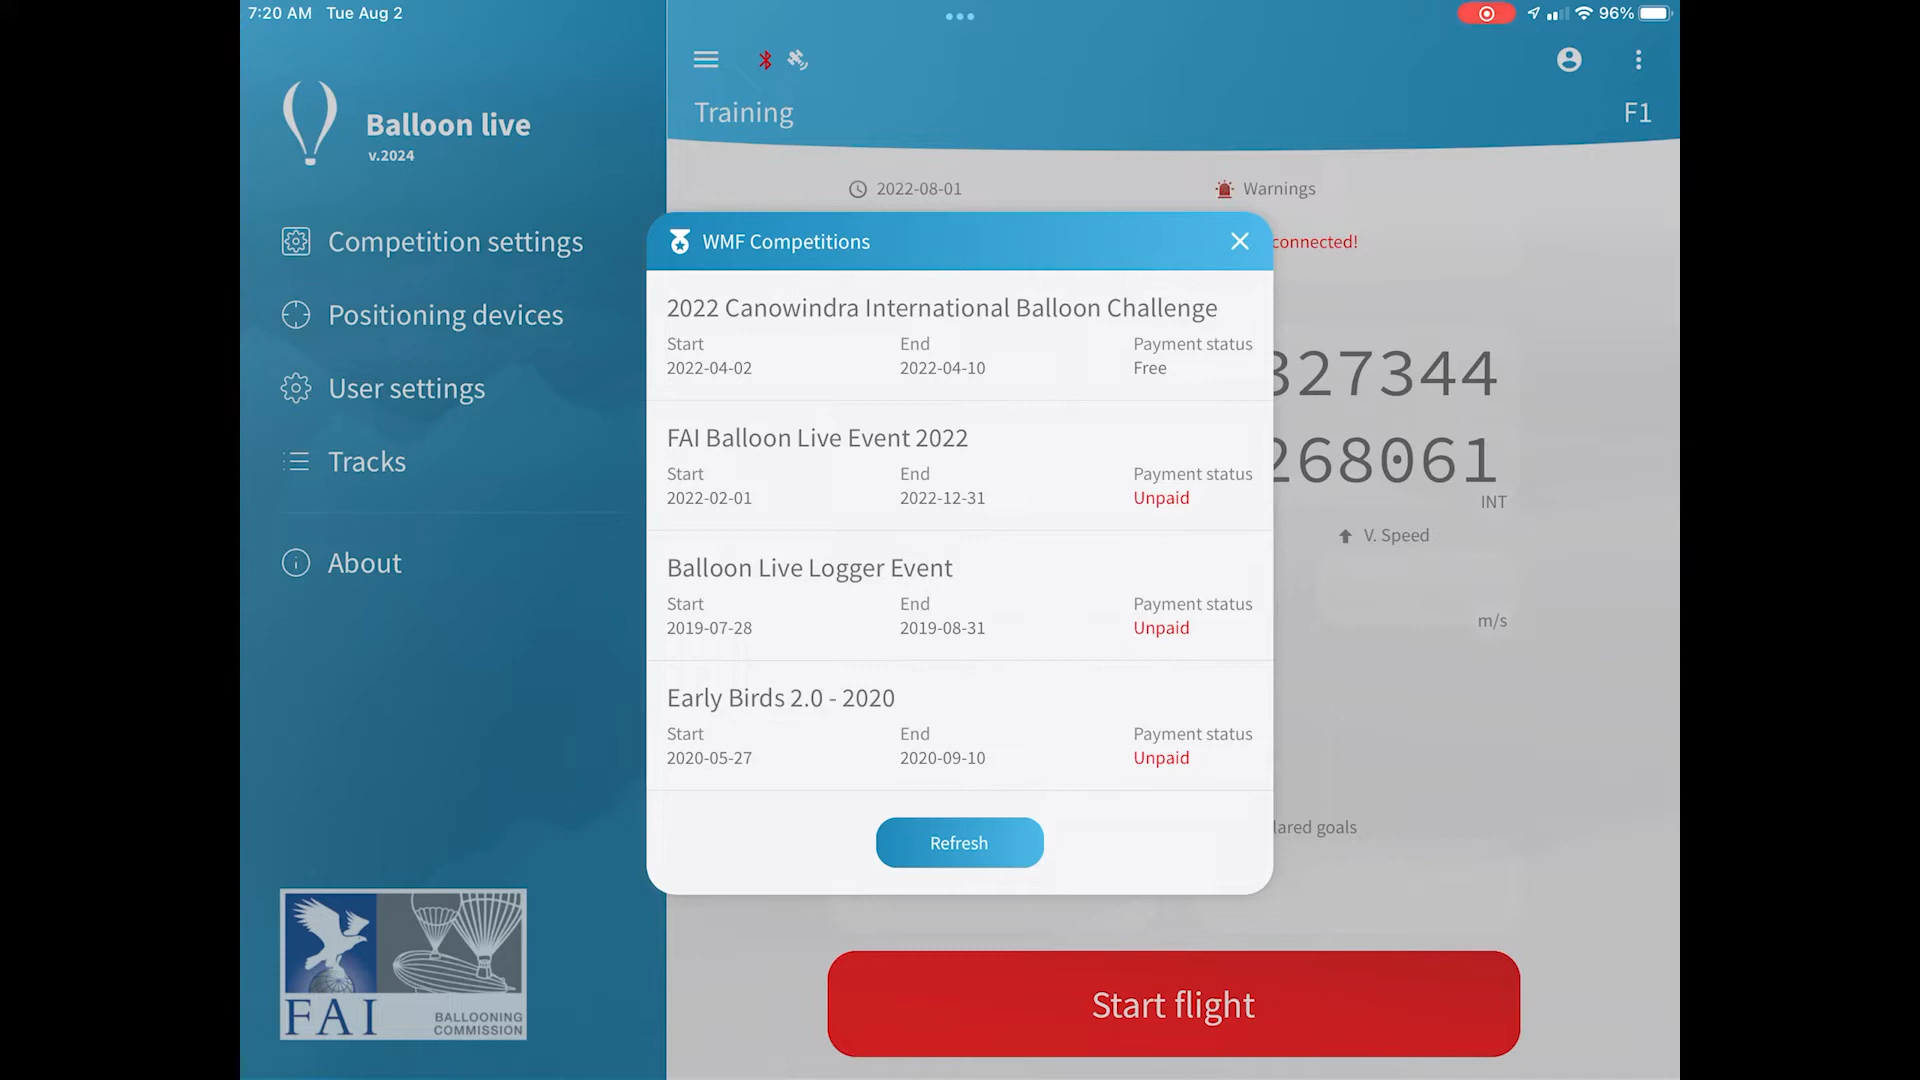 7:20 AM Tue Aug 2
96%
Balloon live
v.2024
Competition settings
Positioning devices
User settings
Tracks
About
FAI
BALLOONING
COMMISSION
Training
F1
2022-08-01
Warnings
connected!
WMF Competitions
2022 Canowindra International Balloon Challenge
Start End Payment status
2022-04-02 2022-04-10 Free
FAI Balloon Live Event 2022
Start End Payment status
2022-02-01 2022-12-31 Unpaid
Balloon Live Logger Event
Start End Payment status
2019-07-28 2019-08-31 Unpaid
Early Birds 2.0 - 2020
Start End Payment status
2020-05-27 2020-09-10 Unpaid
Refresh
327344
268061
INT
V. Speed
m/s
lared goals
Start flight